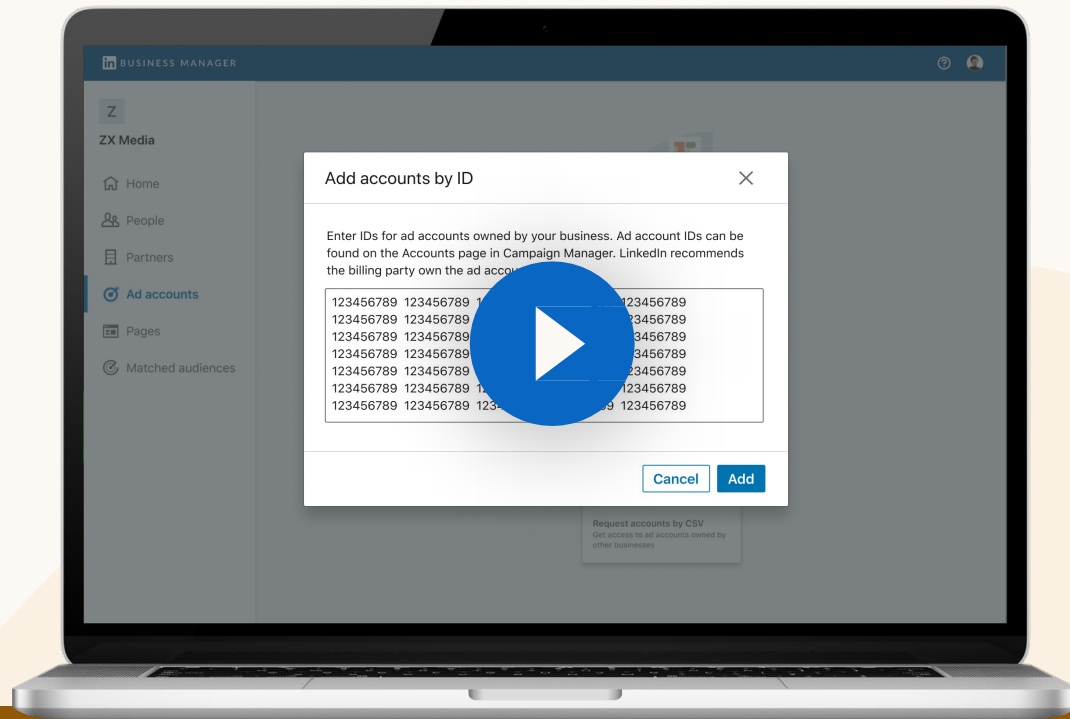 in BUSINESS MANAGER
Z
ZX Media
Home
People
Partners
Ad accounts
Pages
Matched audiences
Add accounts by ID
Enter IDs for ad accounts owned by your business. Ad account IDs can be
found on the Accounts page in Campaign Manager. LinkedIn recommends
the billing party own the ad
123456789 123456789 123456789
123456789 123456789
123456789 123456789
123456789 123456789
123456789 123456789
123456789 123456789 123456789
123456789 123456789 123456789
Cancel
Add
Request accounts by CSV
Get access to ad accounts owned by
other businesses